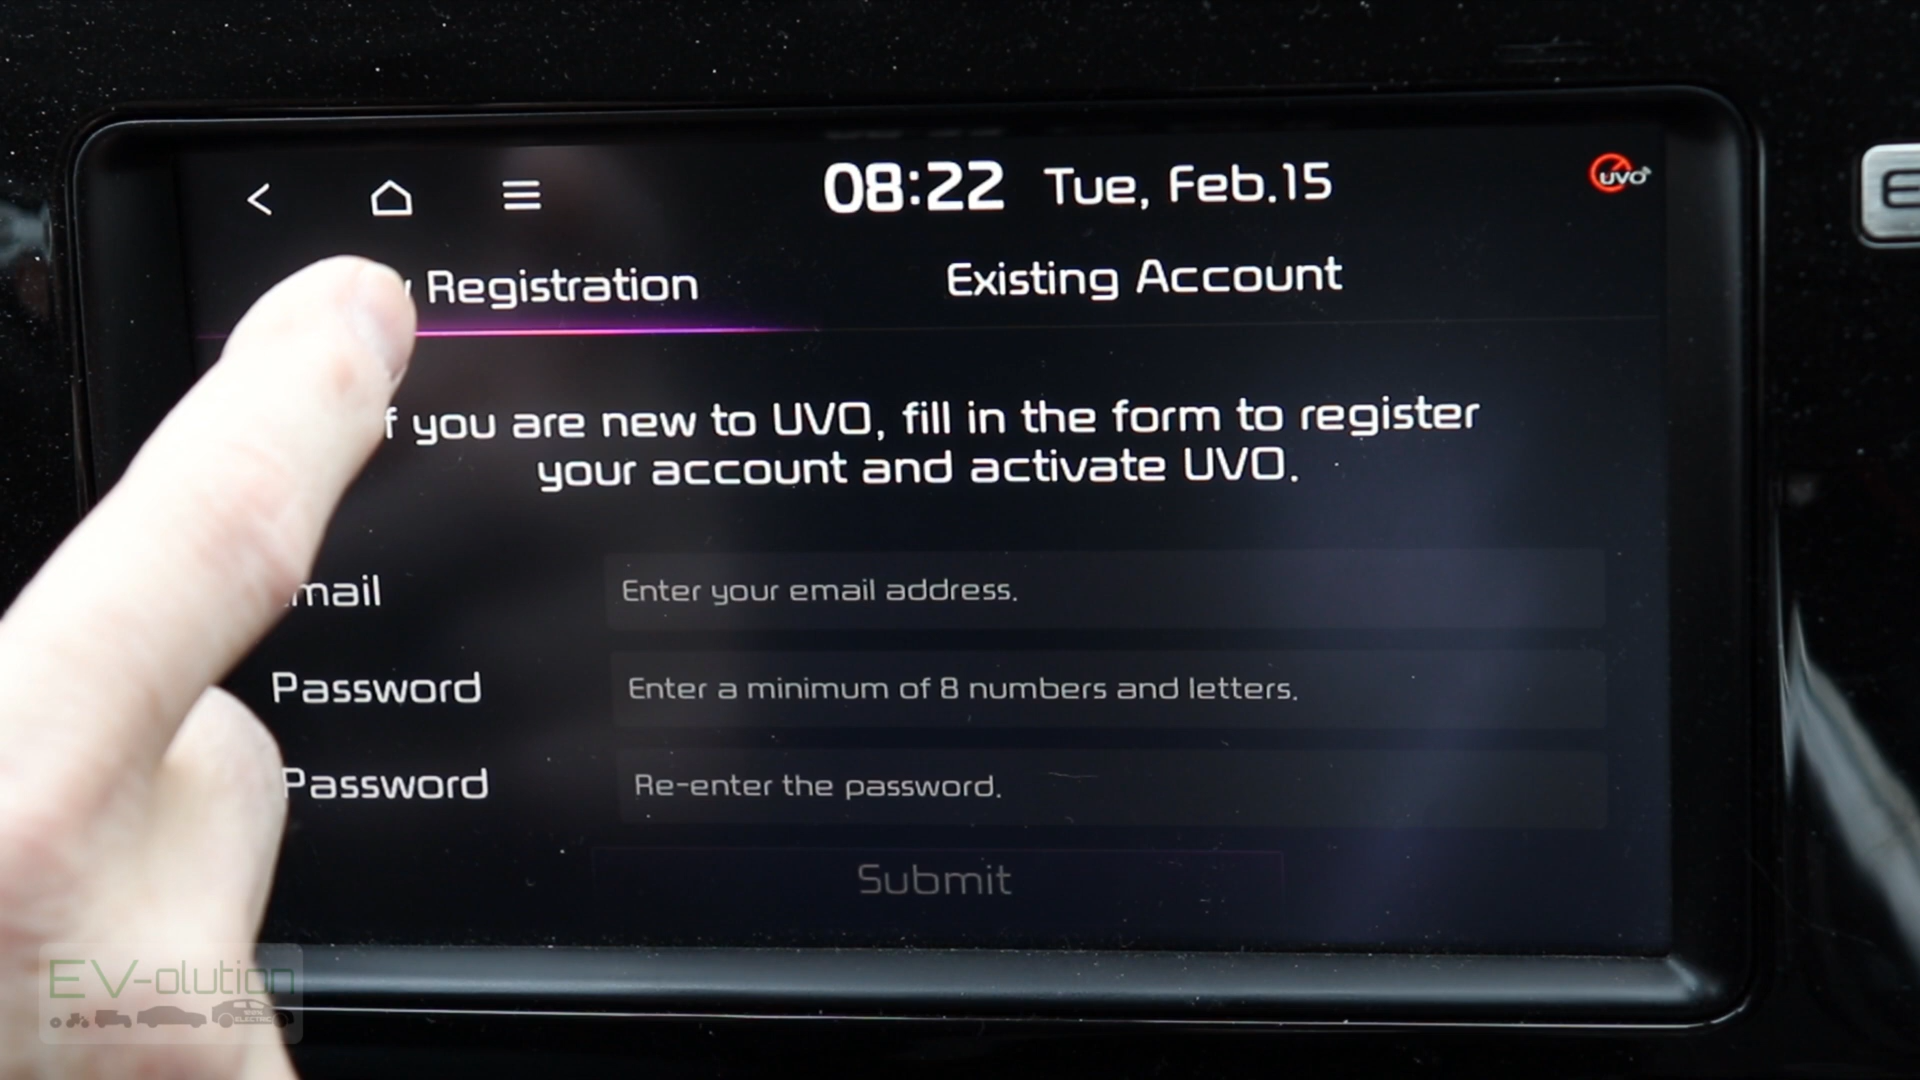 08:22 Tue, Feb.15
UVO
Registration
Existing Account
you are new to UVO, fill in the form to register
your account and activate UVO.
Enter your email address.
Password
Enter a minimum of 8 numbers and letters.
Password
Re-enter the password.
Submit
EV-olution
100%
ELECTRIC